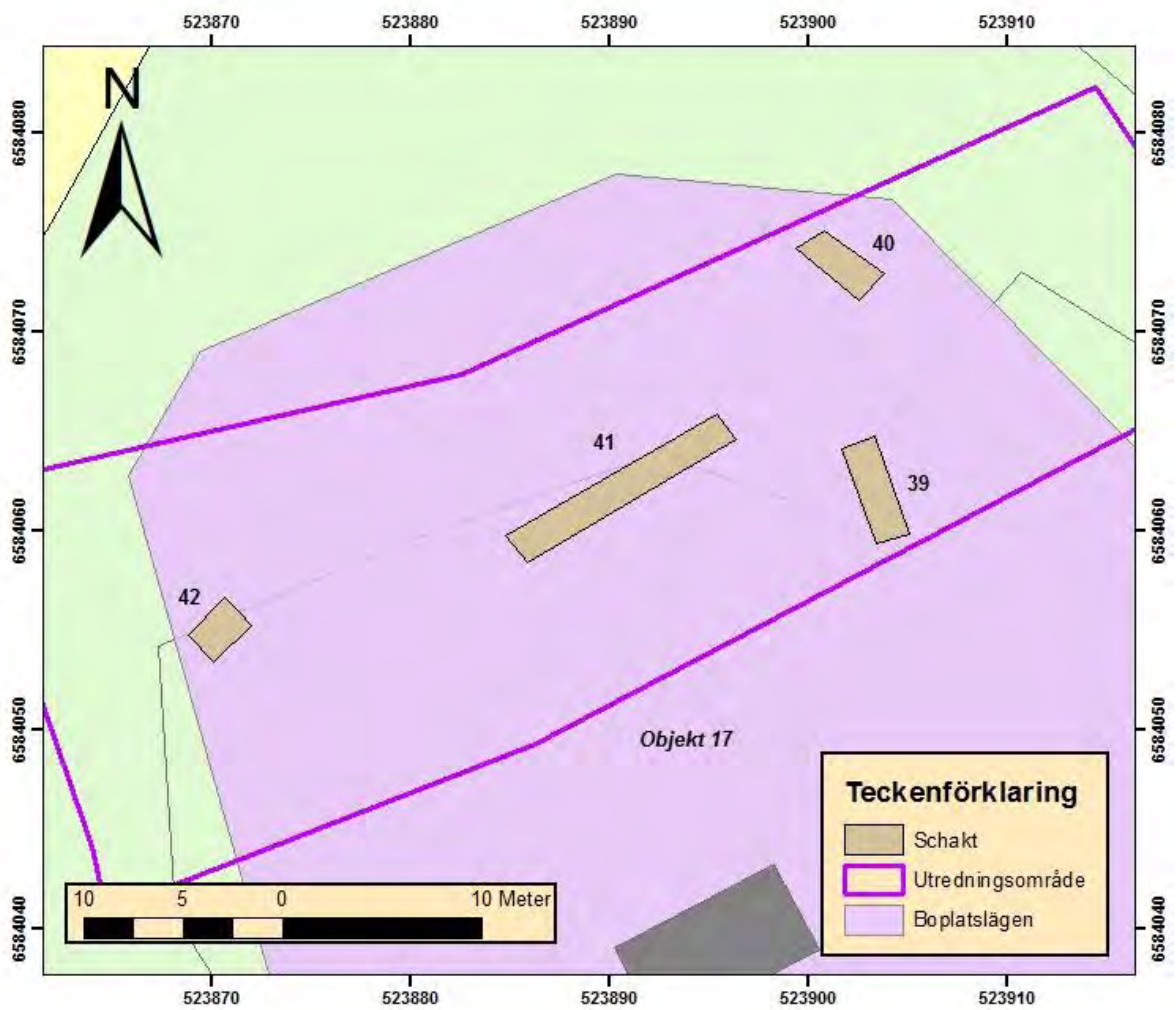 523870 523880 523890 523900 523910
N
6584080 6584080
40
6584070 6584070
41
39
6584060 6584060
42
6584050 6584050
Objekt 17
Teckenförklaring
Schakt
Utredningsområde
Boplatslägen
10 5 0 10 Meter
6584040 6584040
523870 523880 523890 523900 523910